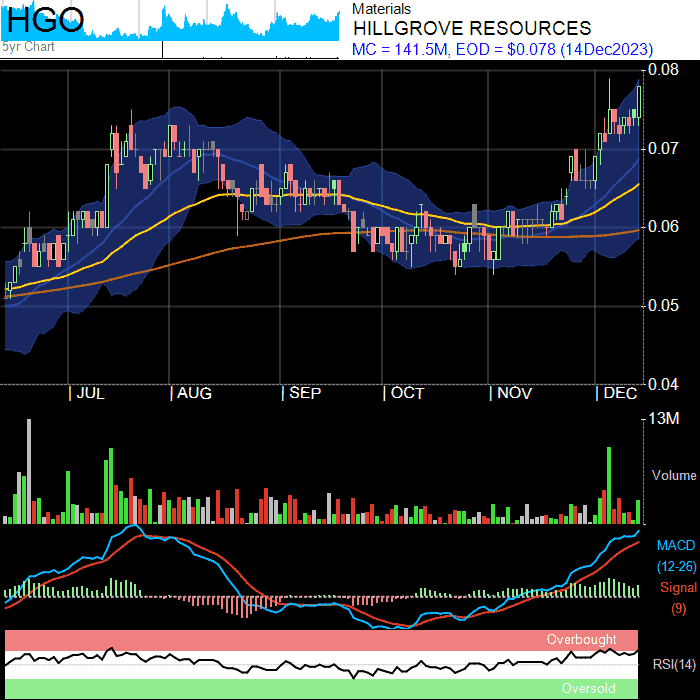 HGO
5yr Chart
Materials
HILLGROVE RESOURCES
MC = 141.5M, EOD = $0.078 (14Dec2023)
0.08
0.07
0.06
0.05
0.04
JUL AUG SEP OCT NOV DEC
13M
Volume
MACD
(12-26)
Signal
(9)
Overbought
RSI(14)
Oversold